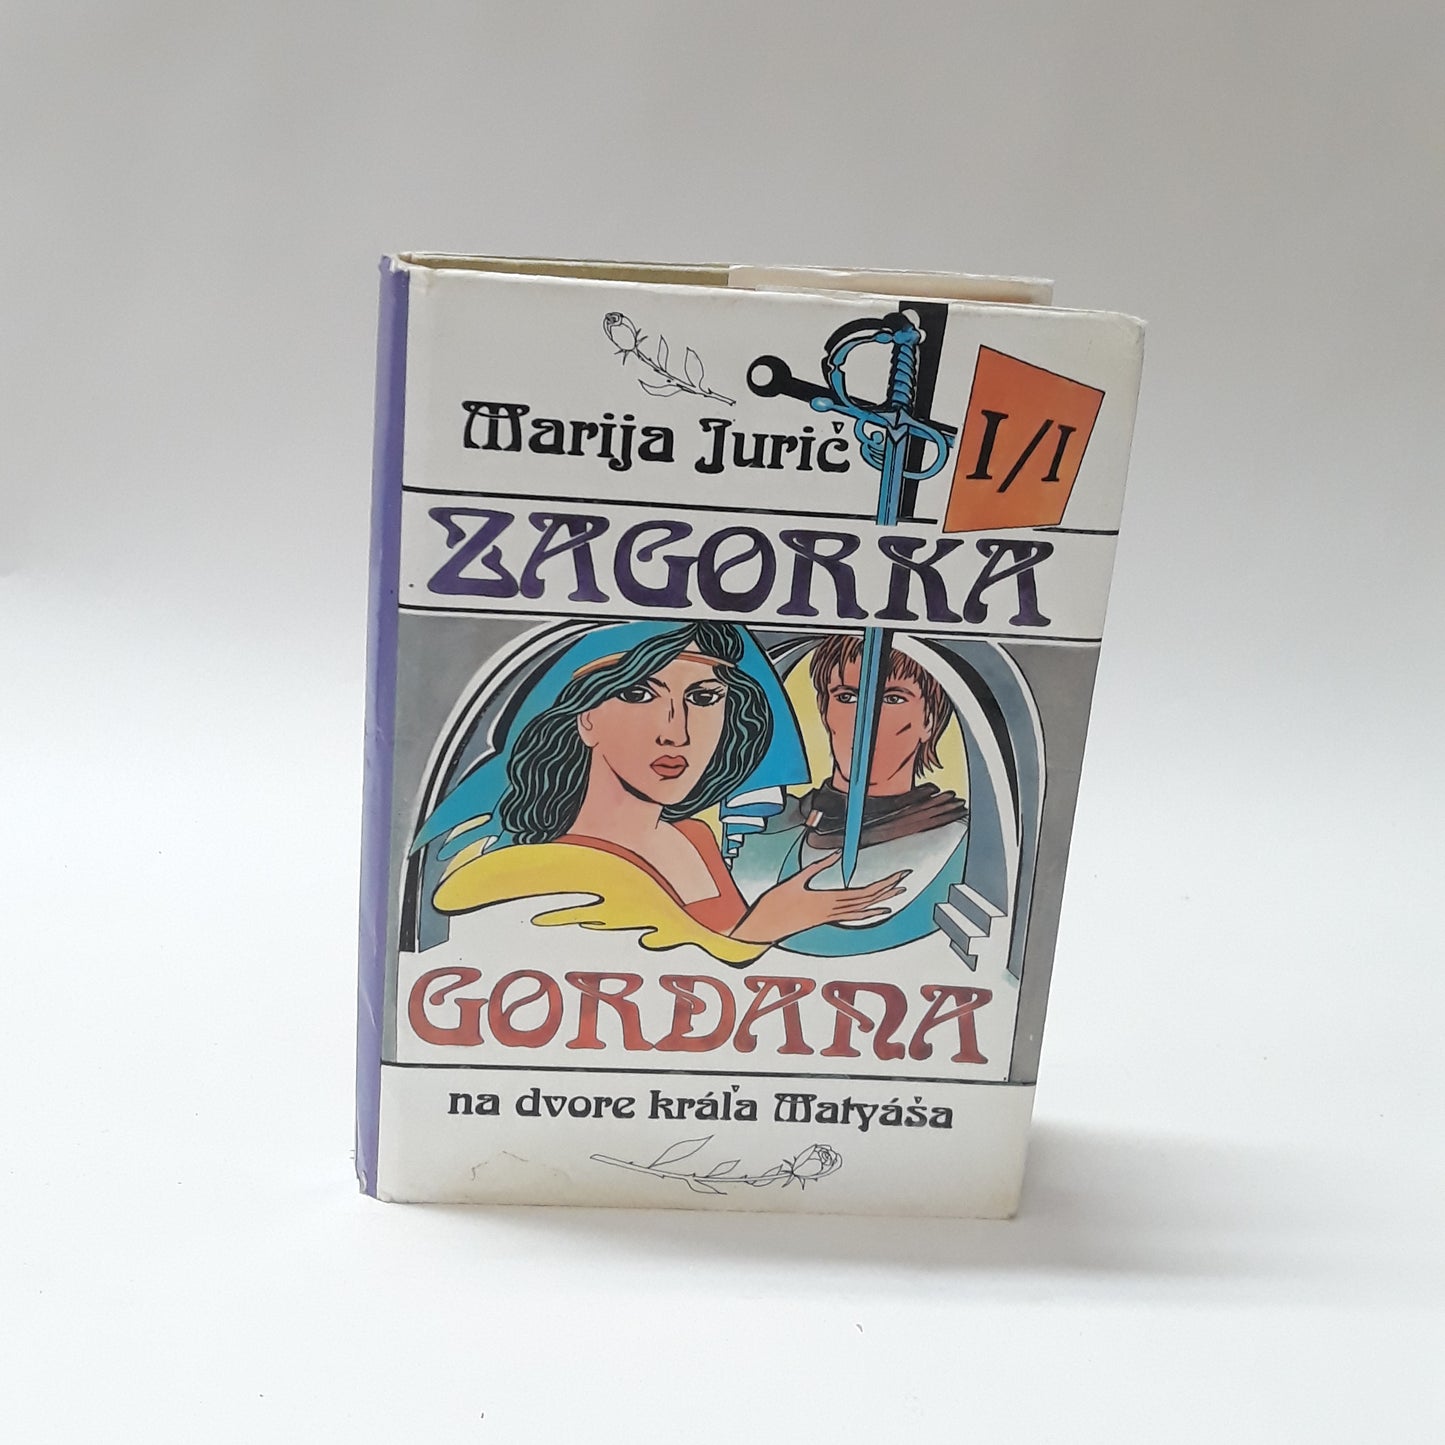 Marija Jurič
I/I
ZAGORKA
GORDANA
na dvore kráľa Matyáša